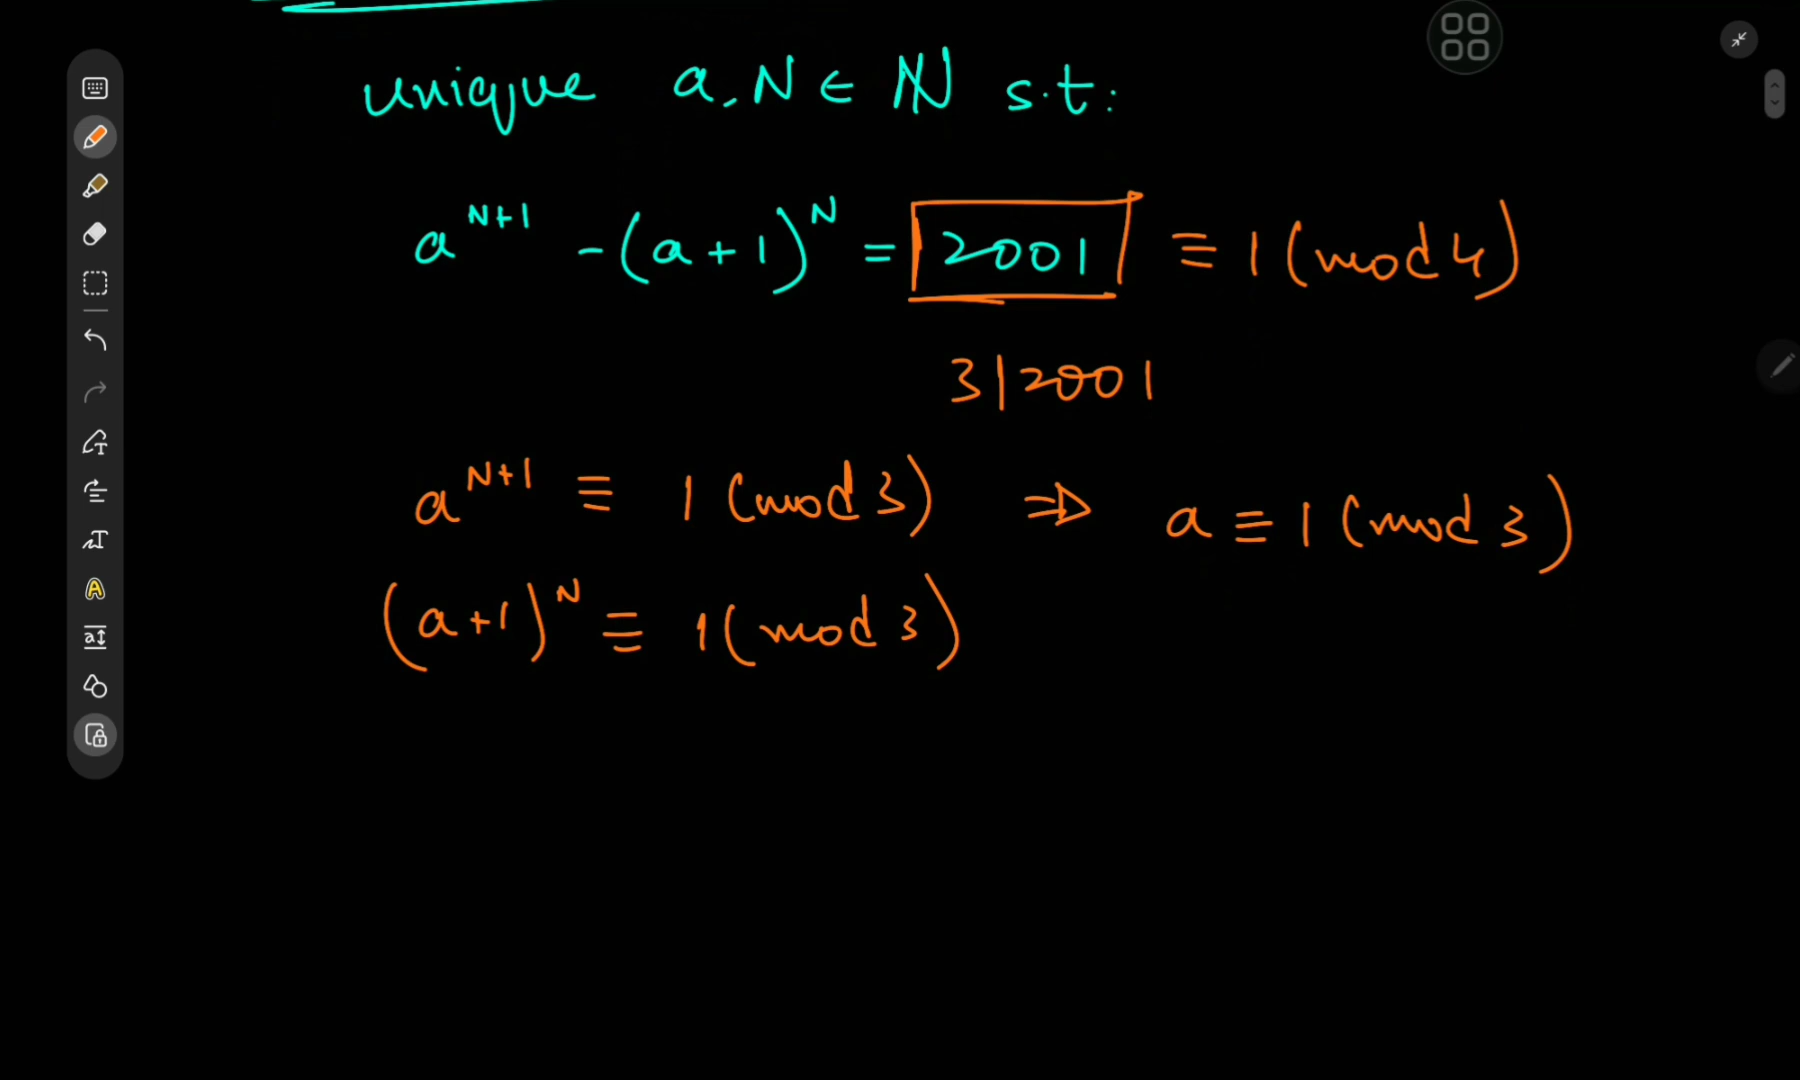 unique a, N ∈ ℕ s.t:
a^{N+1} - (a+1)^N = 2001 ≡ 1 (mod 4)
3|2001
a^{N+1} ≡ 1 (mod 3) ⇒ a ≡ 1 (mod 3)
(a+1)^N ≡ 1 (mod 3)